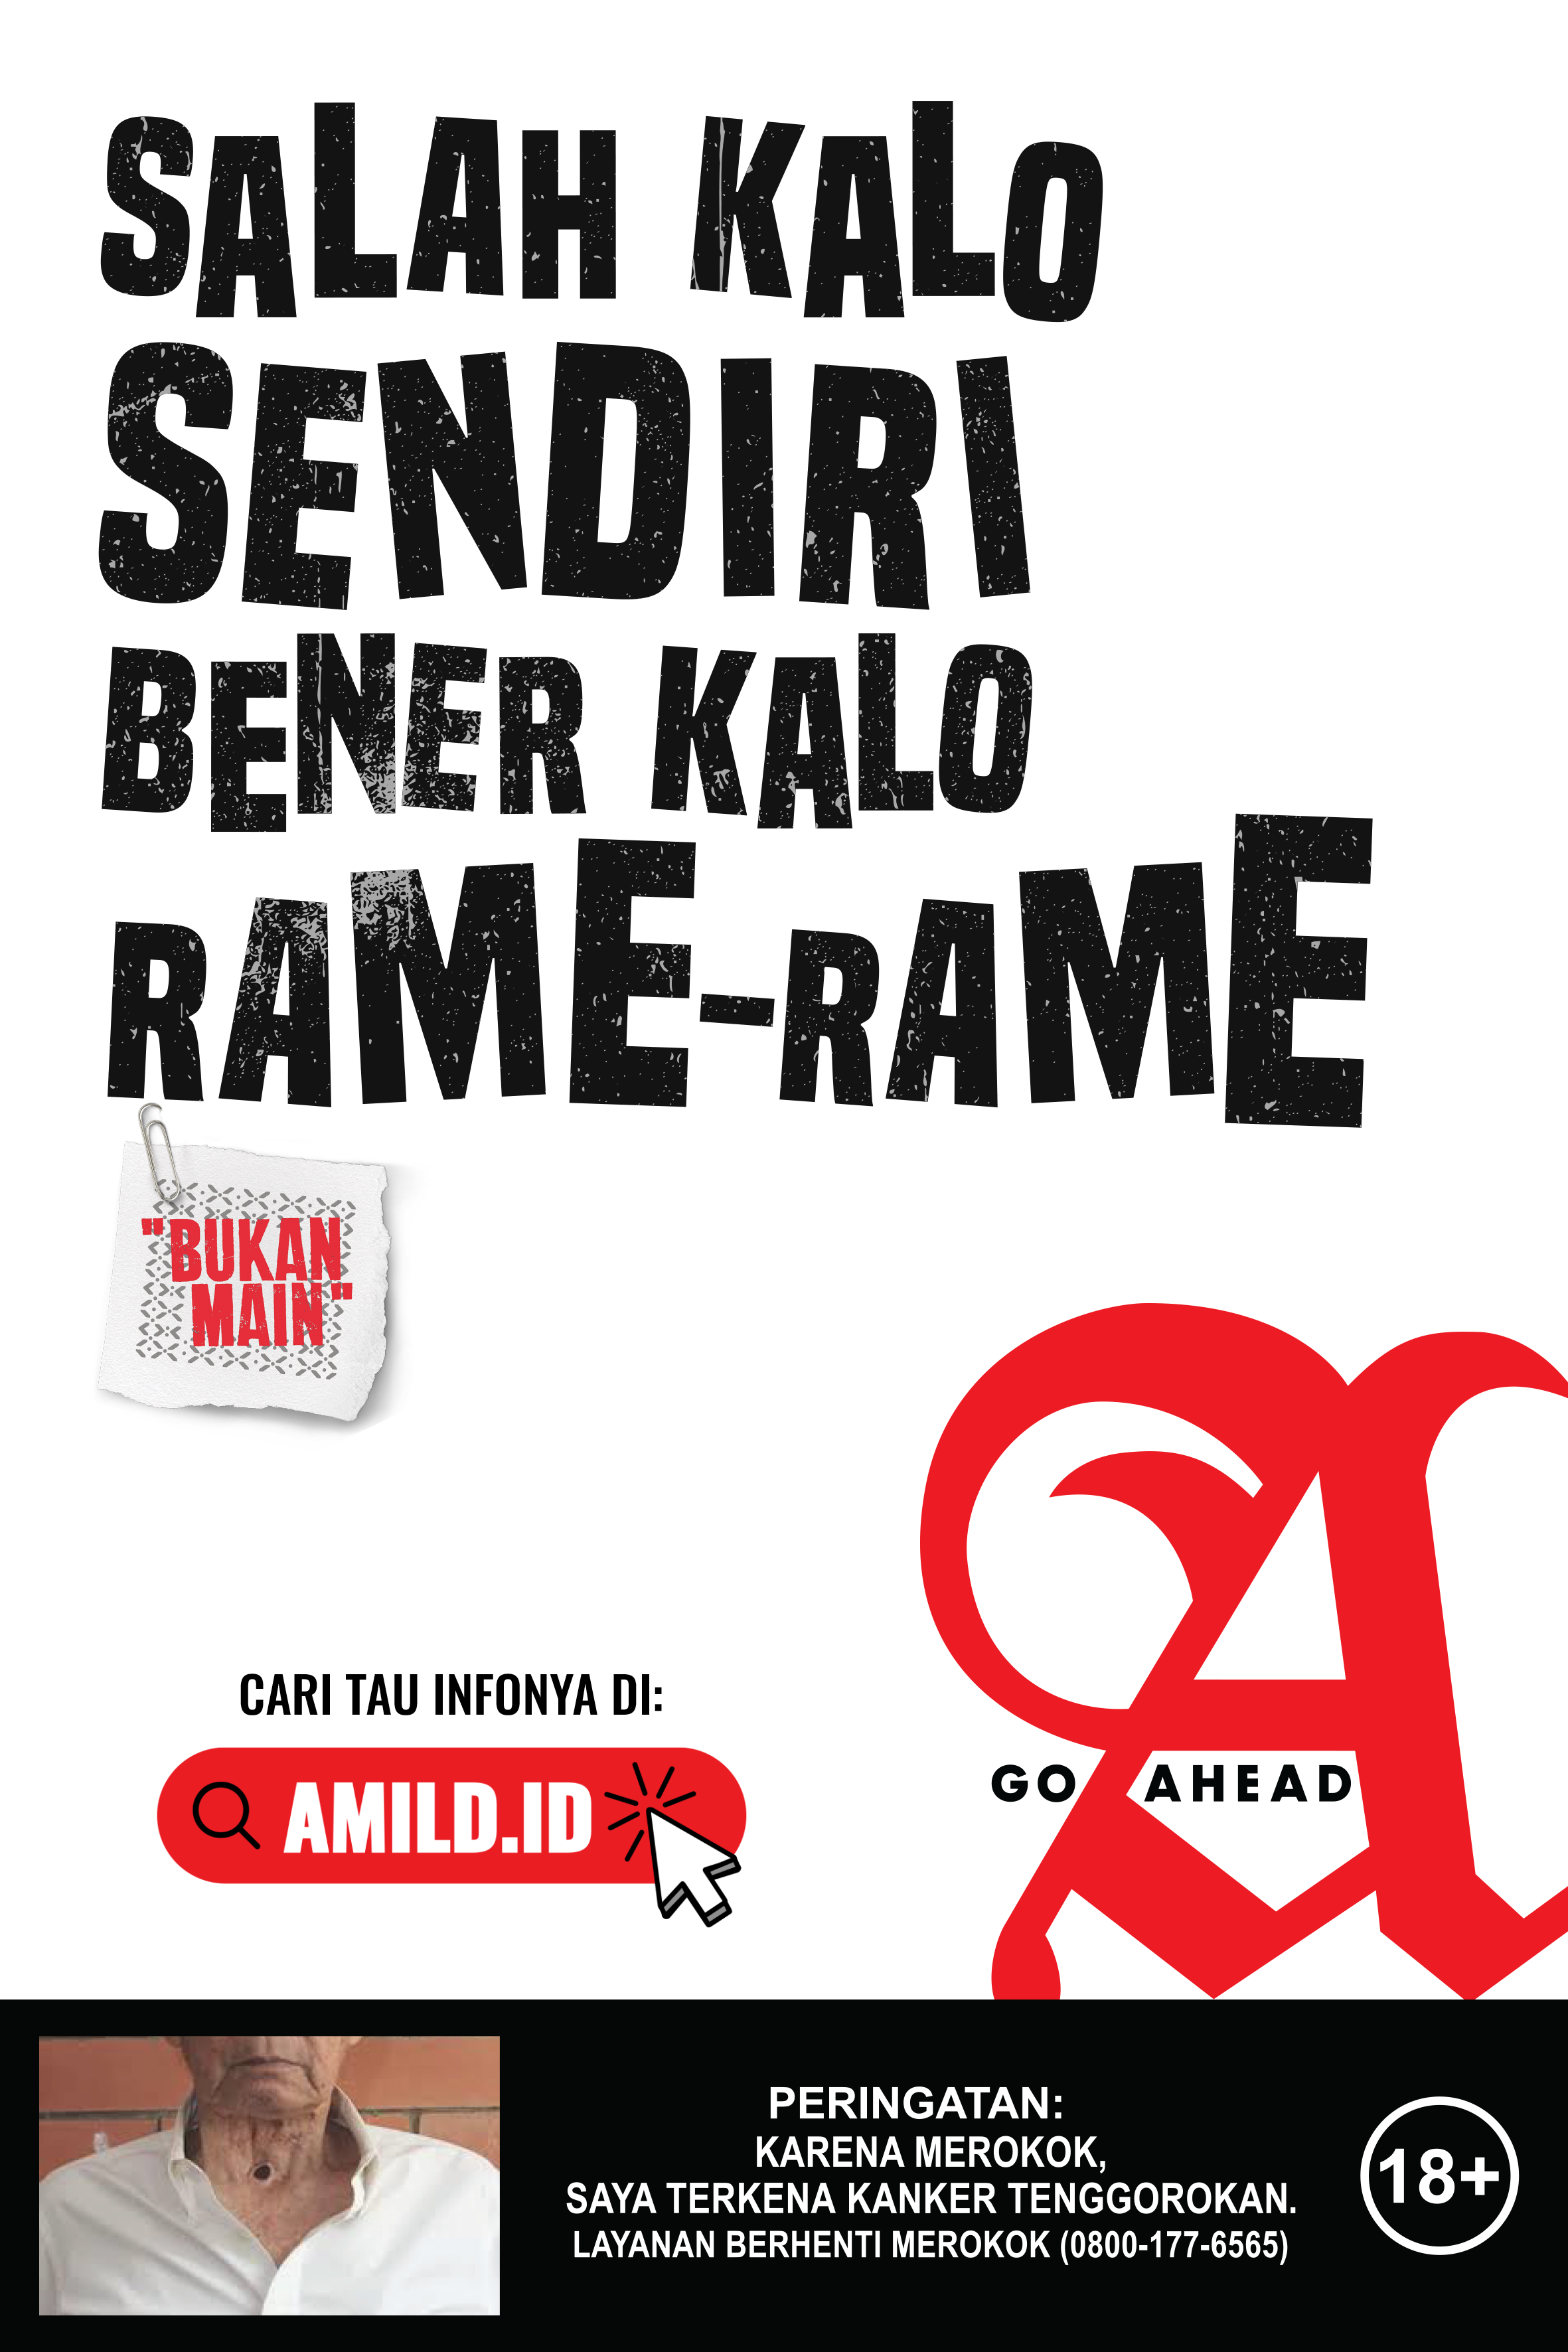 SALAH KALO
SENDIRI
BENER KALO
RAME-RAME
"BUKAN
MAIN"
CARI TAU INFONYA DI:
AMILD.ID
A
GO AHEAD
PERINGATAN:
KARENA MEROKOK,
SAYA TERKENA KANKER TENGGOROKAN.
LAYANAN BERHENTI MEROKOK (0800-177-6565)
18+